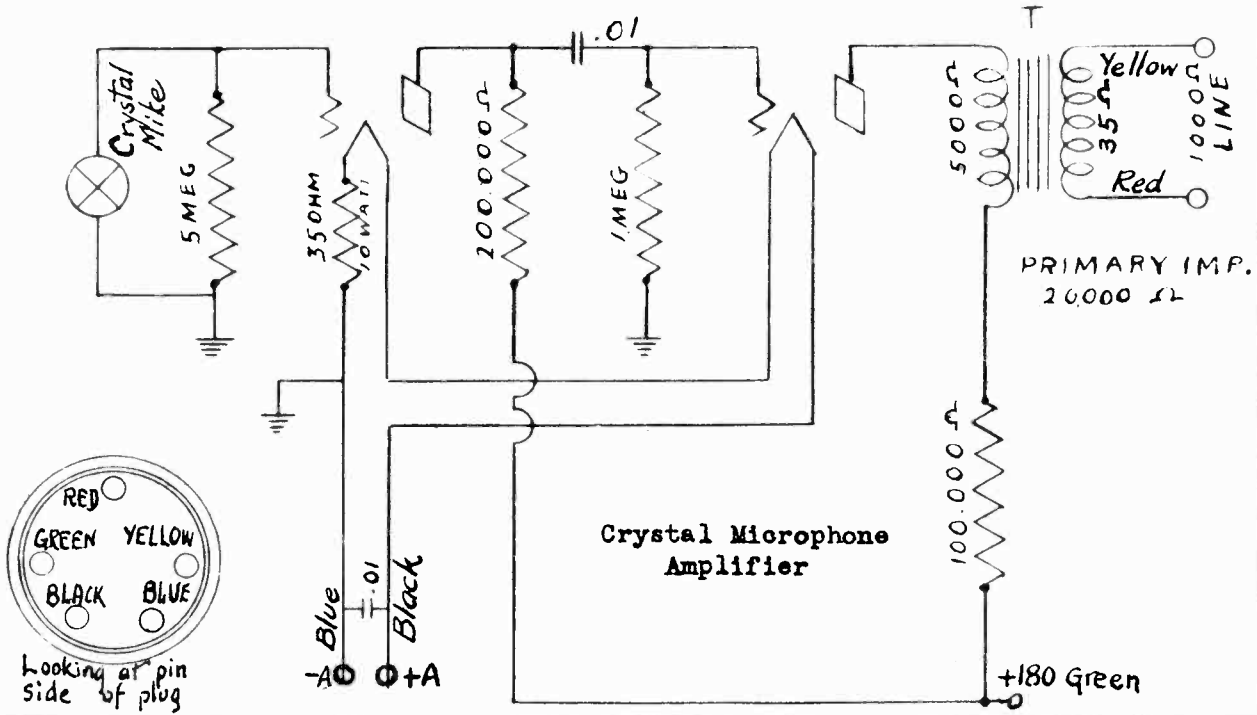 Crystal
Mike
5 MEG
35 OHM
10 WATT
200.000 Ω
.01
1 MEG
T
5000 Ω
35 Ω
Yellow
Red
1000 Ω
LINE
PRIMARY IMP.
20000 Ω
100.000 Ω
RED
GREEN YELLOW
BLACK BLUE
Looking at pin
side of plug
Blue
.01
Black
-A +A
Crystal Microphone
Amplifier
+180 Green